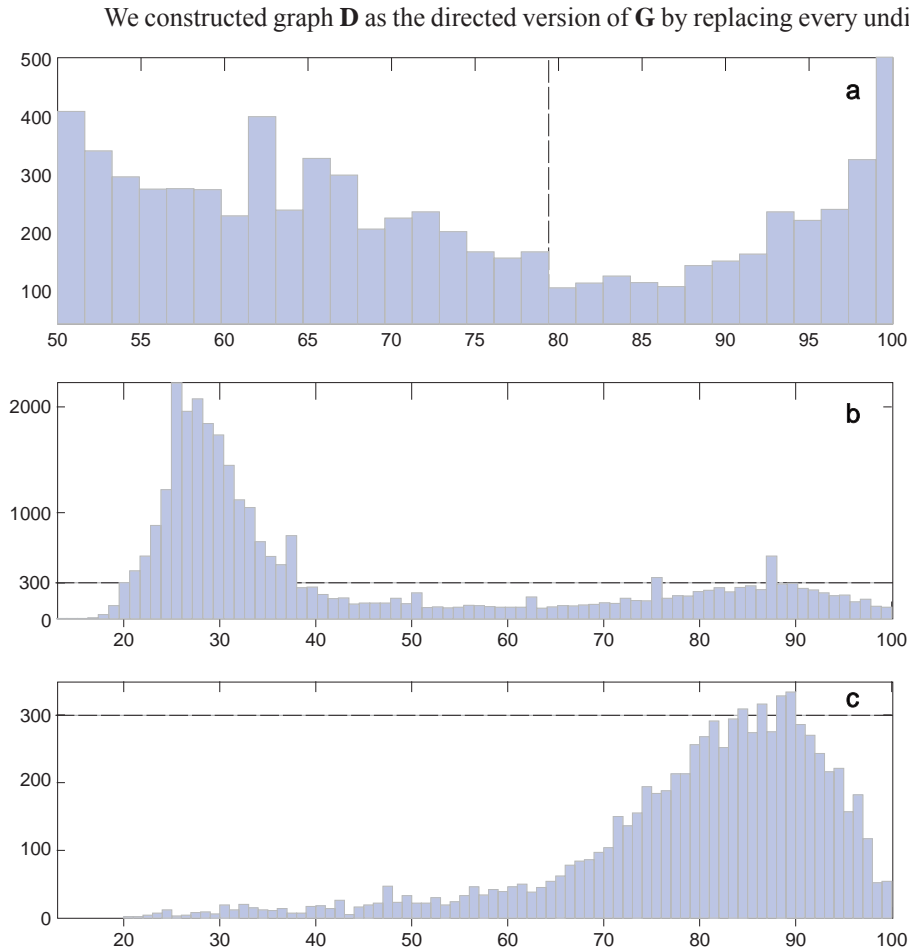 We constructed graph D as the directed version of G by replacing every undi
500
a
400
300
200
100
50 55 60 65 70 75 80 85 90 95 100
b
2000
1000
300
0
20 30 40 50 60 70 80 90 100
c
300
200
100
0
20 30 40 50 60 70 80 90 100